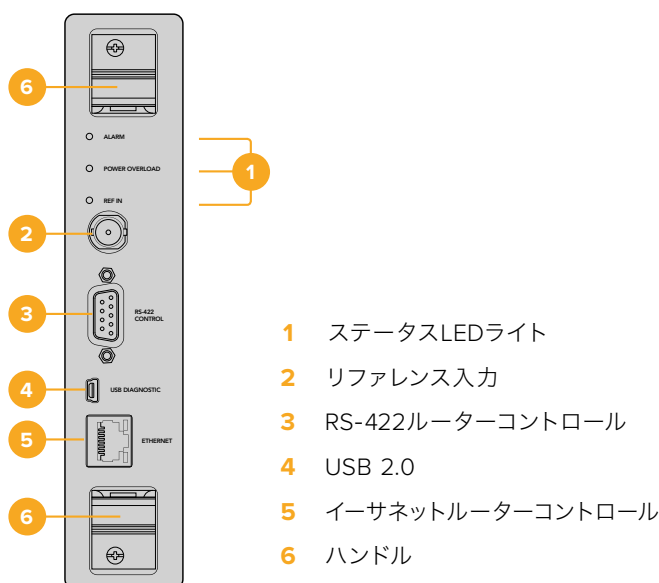 6
ALARM
POWER OVERLOAD
1
REF IN
2
3
RS-422
CONTROL
4
USB DIAGNOSTIC
5
ETHERNET
6
1 ステータスLEDライト
2 リファレンス入力
3 RS-422ルーターコントロール
4 USB 2.0
5 イーサネットルーターコントロール
6 ハンドル